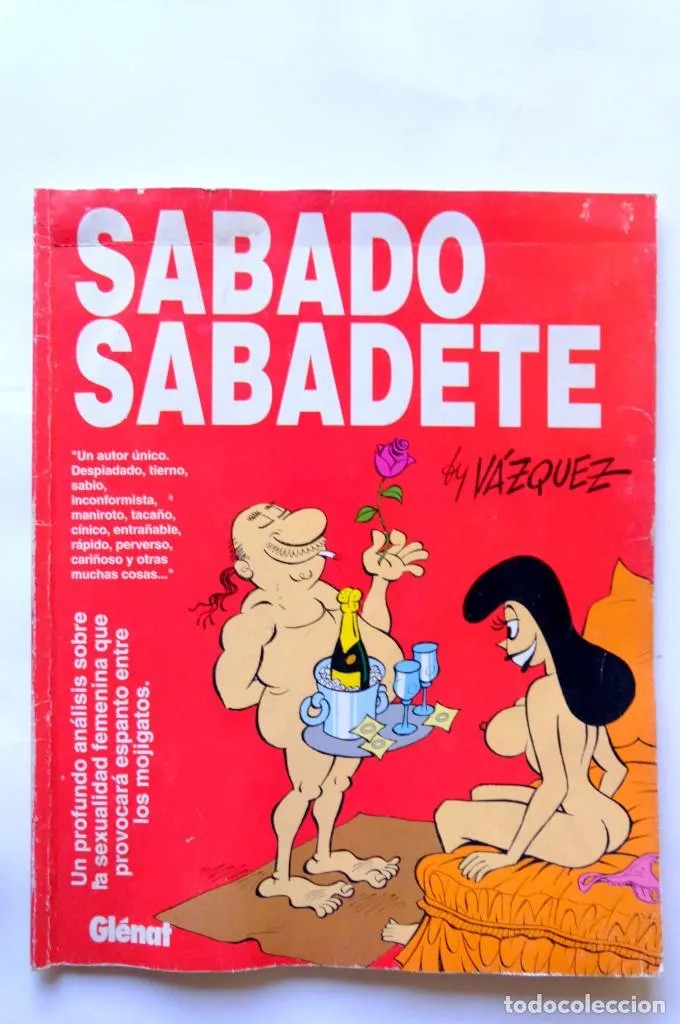 SABADO
SABADETE
by VÁZQUEZ
"Un autor único.
Despiadado, tierno,
sabio,
inconformista,
maniroto, tacaño,
cínico, entrañable,
rápido, perverso,
cariñoso y otras
muchas cosas..."
Un profundo análisis sobre
la sexualidad femenina que
provocará espanto entre
los mojigatos.
Glénat
todocoleccion